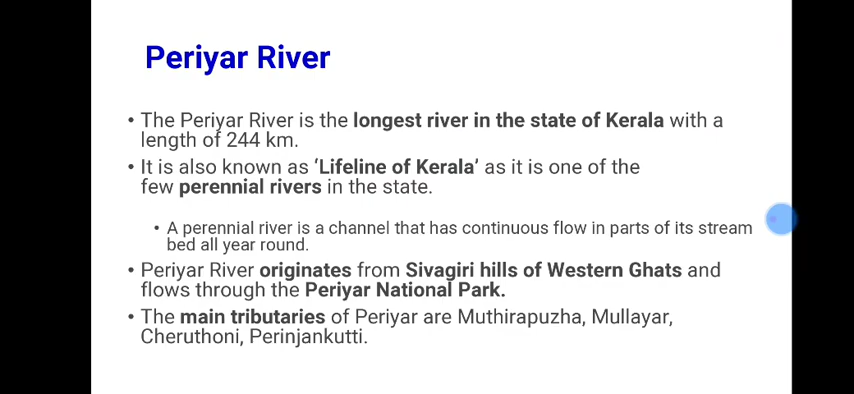 Periyar River
• The Periyar River is the longest river in the state of Kerala with a
length of 244 km.
• It is also known as ‘Lifeline of Kerala’ as it is one of the
few perennial rivers in the state.
• A perennial river is a channel that has continuous flow in parts of its stream
bed all year round.
• Periyar River originates from Sivagiri hills of Western Ghats and
flows through the Periyar National Park.
• The main tributaries of Periyar are Muthirapuzha, Mullayar,
Cheruthoni, Perinjankutti.